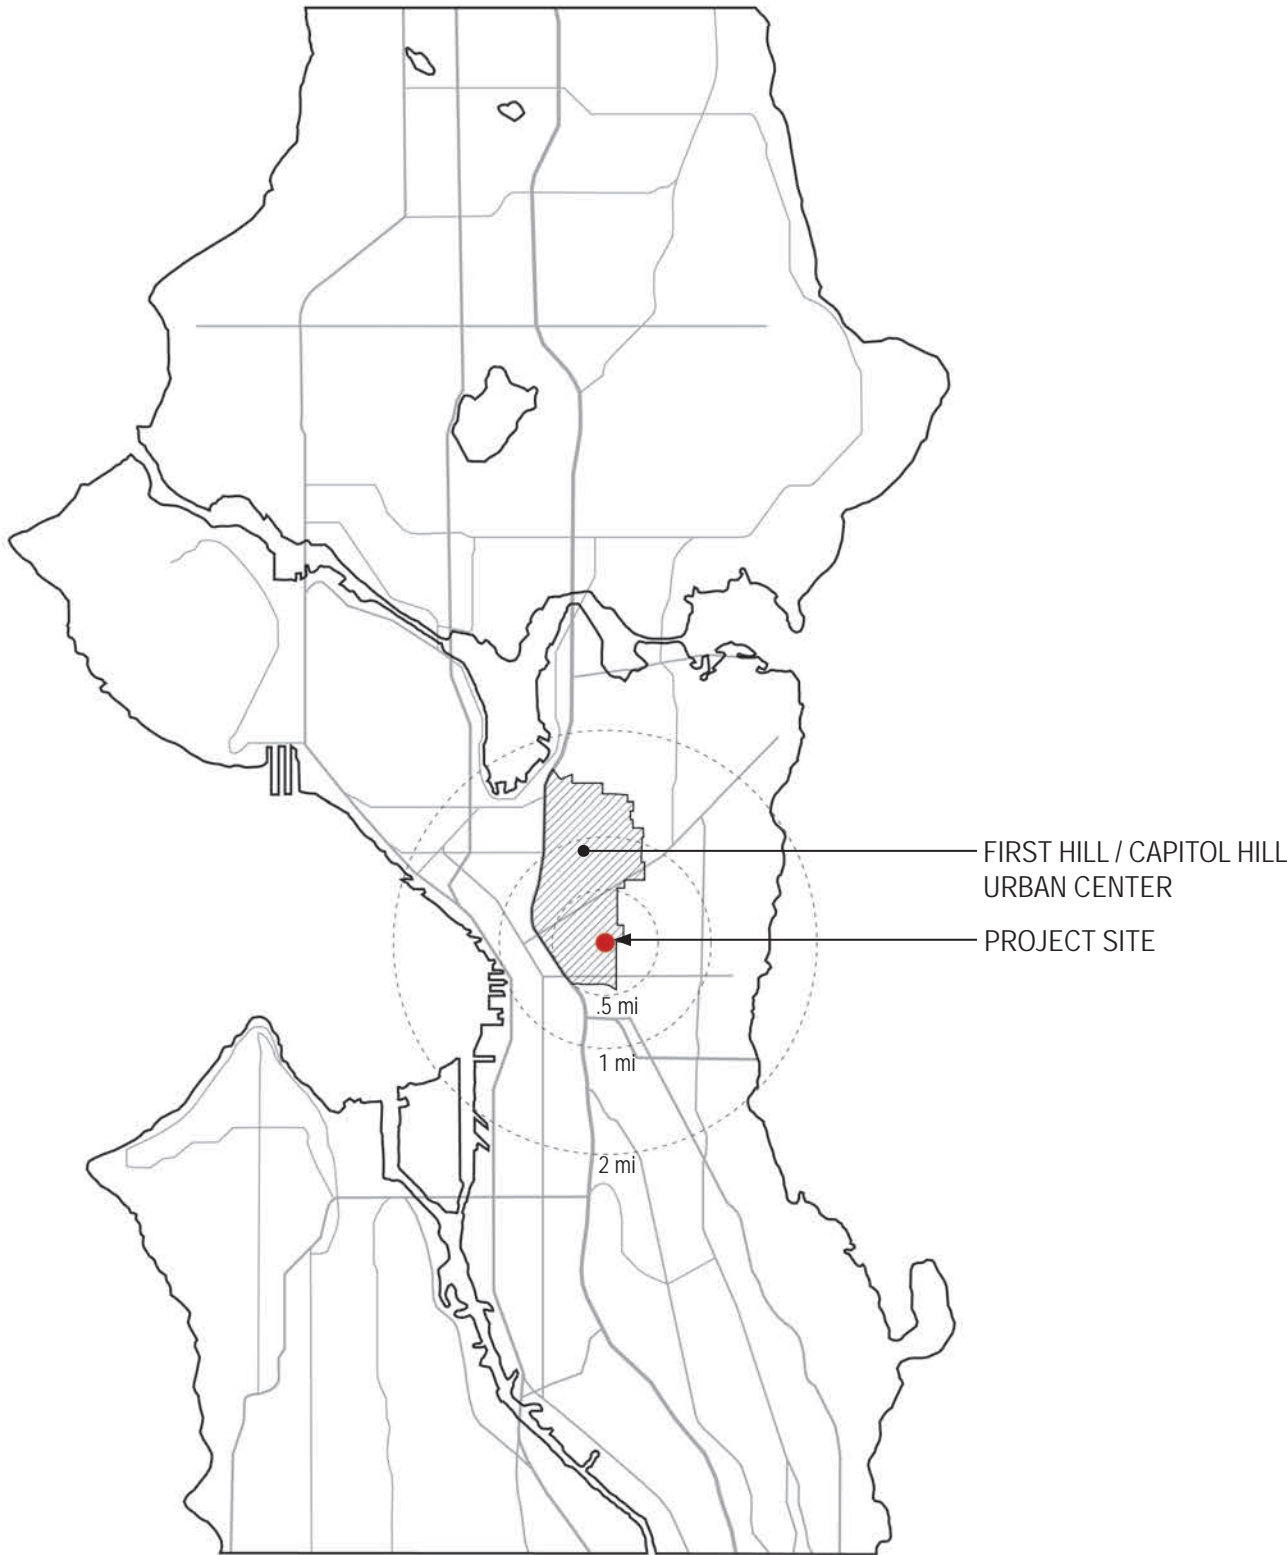 FIRST HILL / CAPITOL HILL
URBAN CENTER
PROJECT SITE
.5 mi
1 mi
2 mi